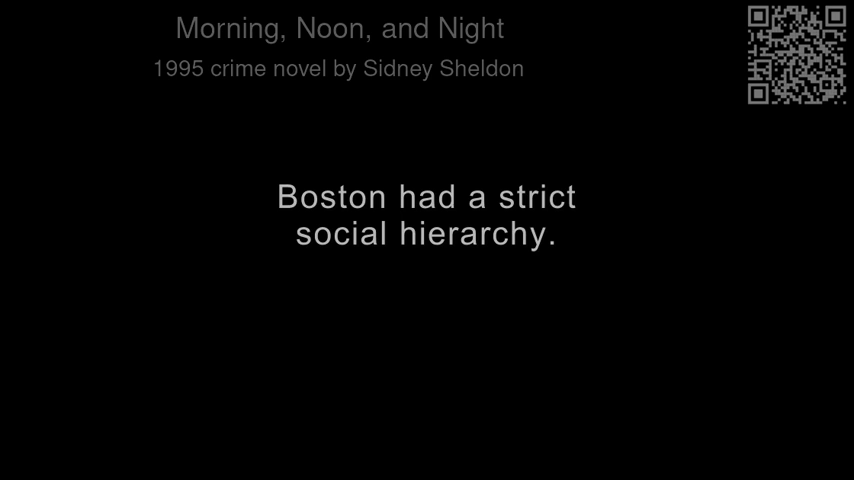 Morning, Noon, and Night
1995 crime novel by Sidney Sheldon
Boston had a strict
social hierarchy.